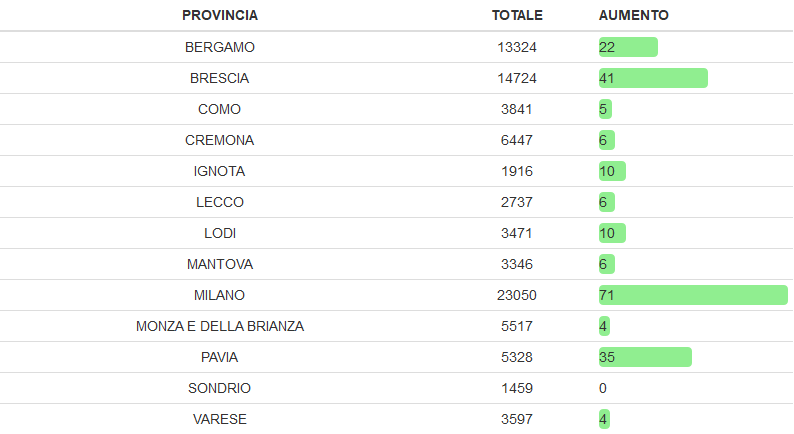 PROVINCIA TOTALE AUMENTO
BERGAMO 13324 22
BRESCIA 14724 41
COMO 3841 5
CREMONA 6447 6
IGNOTA 1916 10
LECCO 2737 6
LODI 3471 10
MANTOVA 3346 6
MILANO 23050 71
MONZA E DELLA BRIANZA 5517 4
PAVIA 5328 35
SONDRIO 1459 0
VARESE 3597 4